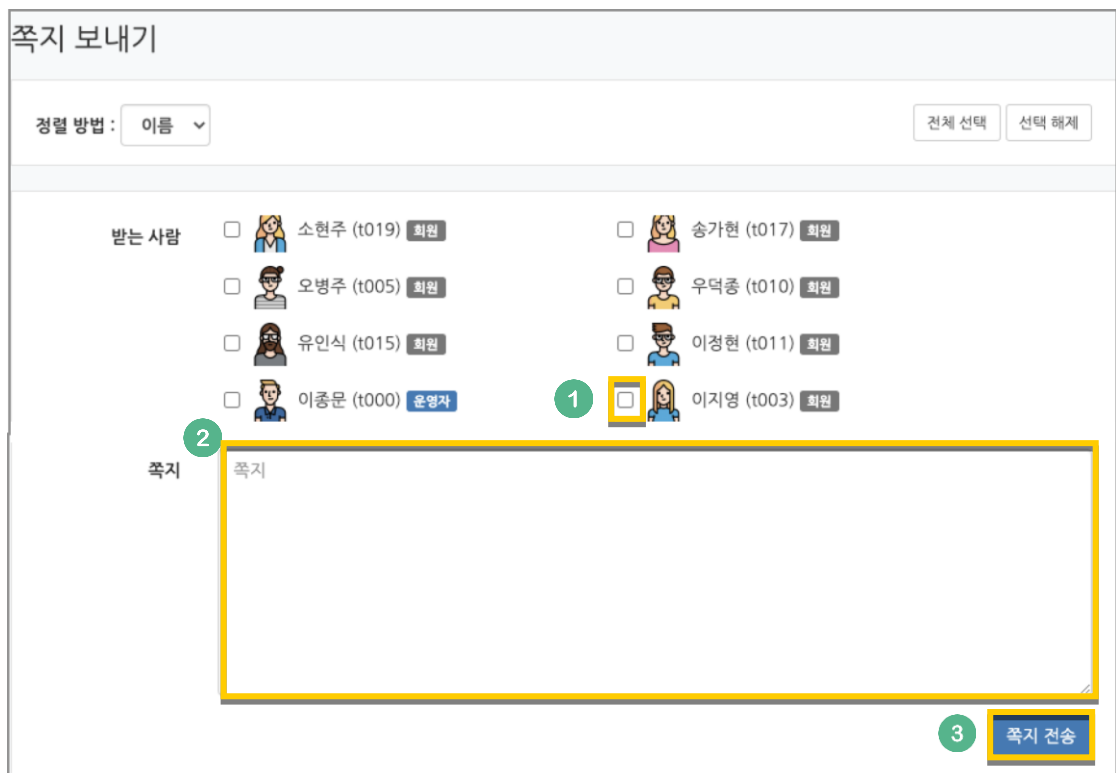 쪽지 보내기
정렬 방법 : 이름 전체 선택 선택 해제
받는 사람 소현주 (t019) 회원 송가현 (t017) 회원
오병주 (t005) 회원 우덕종 (t010) 회원
유인식 (t015) 회원 이정현 (t011) 회원
이종문 (t000) 운영자 1 이지영 (t003) 회원
2
쪽지 쪽지
3 쪽지 전송